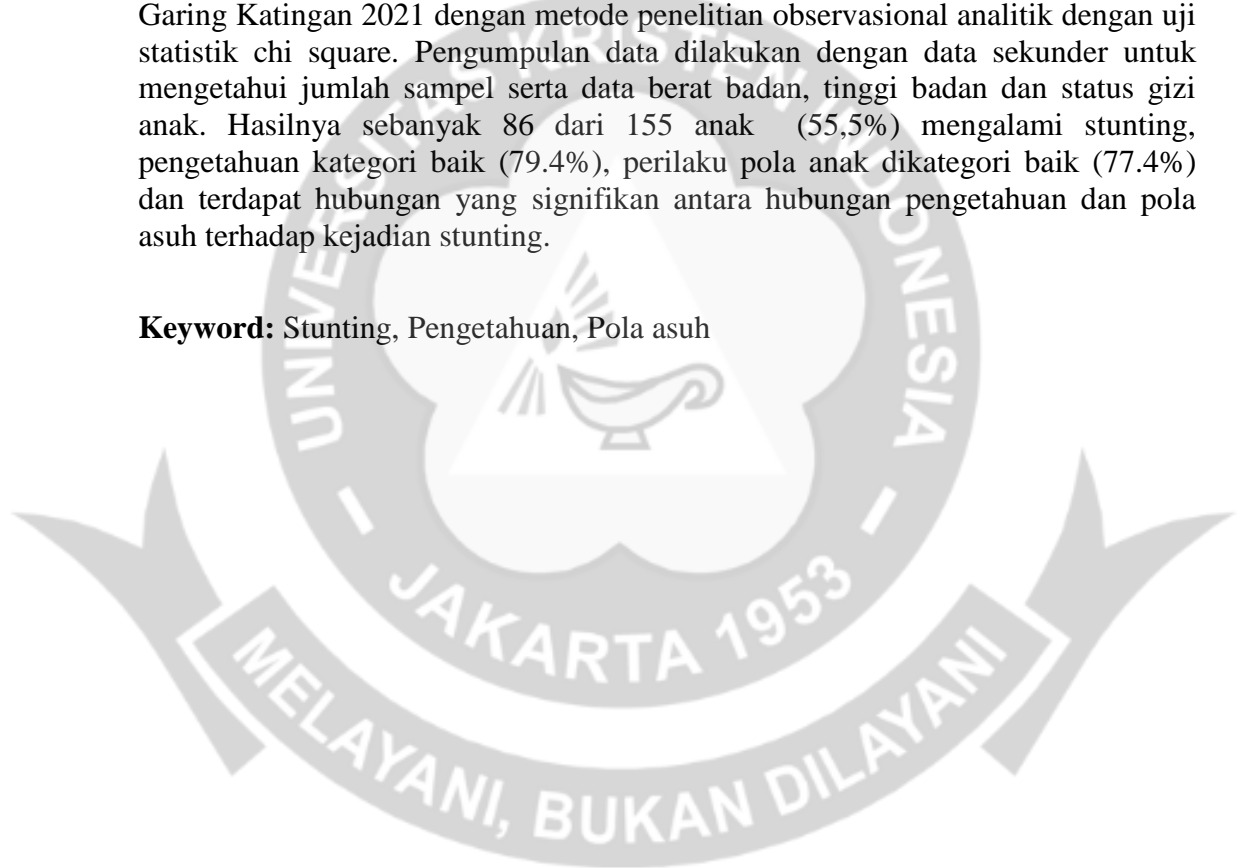 Garing Katingan 2021 dengan metode penelitian observasional analitik dengan uji
statistik chi square. Pengumpulan data dilakukan dengan data sekunder untuk
mengetahui jumlah sampel serta data berat badan, tinggi badan dan status gizi
anak. Hasilnya sebanyak 86 dari 155 anak (55,5%) mengalami stunting,
pengetahuan kategori baik (79.4%), perilaku pola anak dikategori baik (77.4%)
dan terdapat hubungan yang signifikan antara hubungan pengetahuan dan pola
asuh terhadap kejadian stunting.
Keyword: Stunting, Pengetahuan, Pola asuh
UNIVERSITAS KRISTEN INDONESIA
JAKARTA 1953
MELAYANI, BUKAN DILAYANI